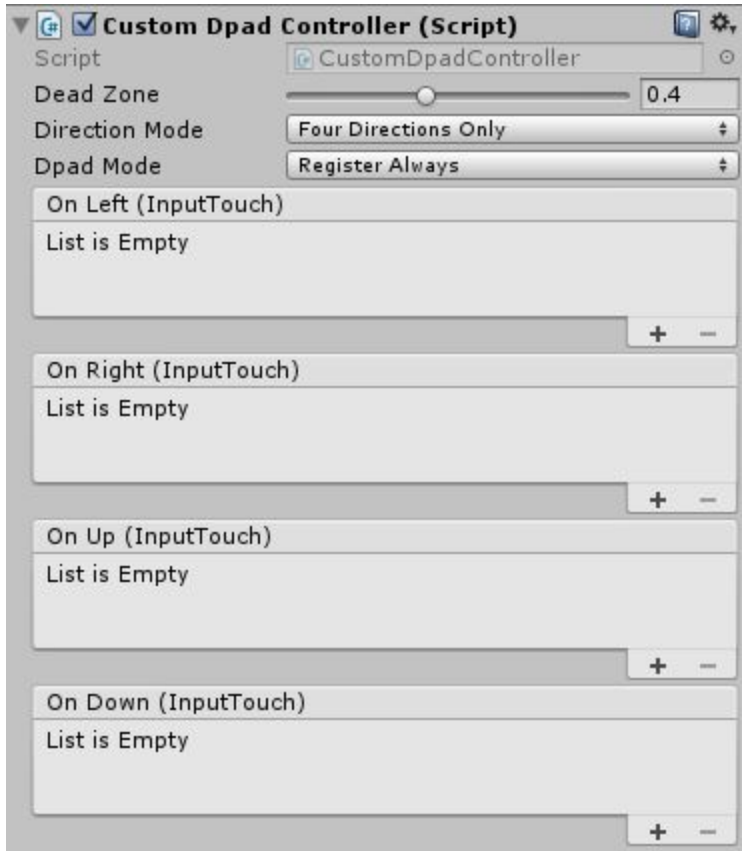 Custom Dpad Controller (Script)
Script CustomDpadController
Dead Zone 0.4
Direction Mode Four Directions Only
Dpad Mode Register Always
On Left (InputTouch)
List is Empty
+ −
On Right (InputTouch)
List is Empty
+ −
On Up (InputTouch)
List is Empty
+ −
On Down (InputTouch)
List is Empty
+ −